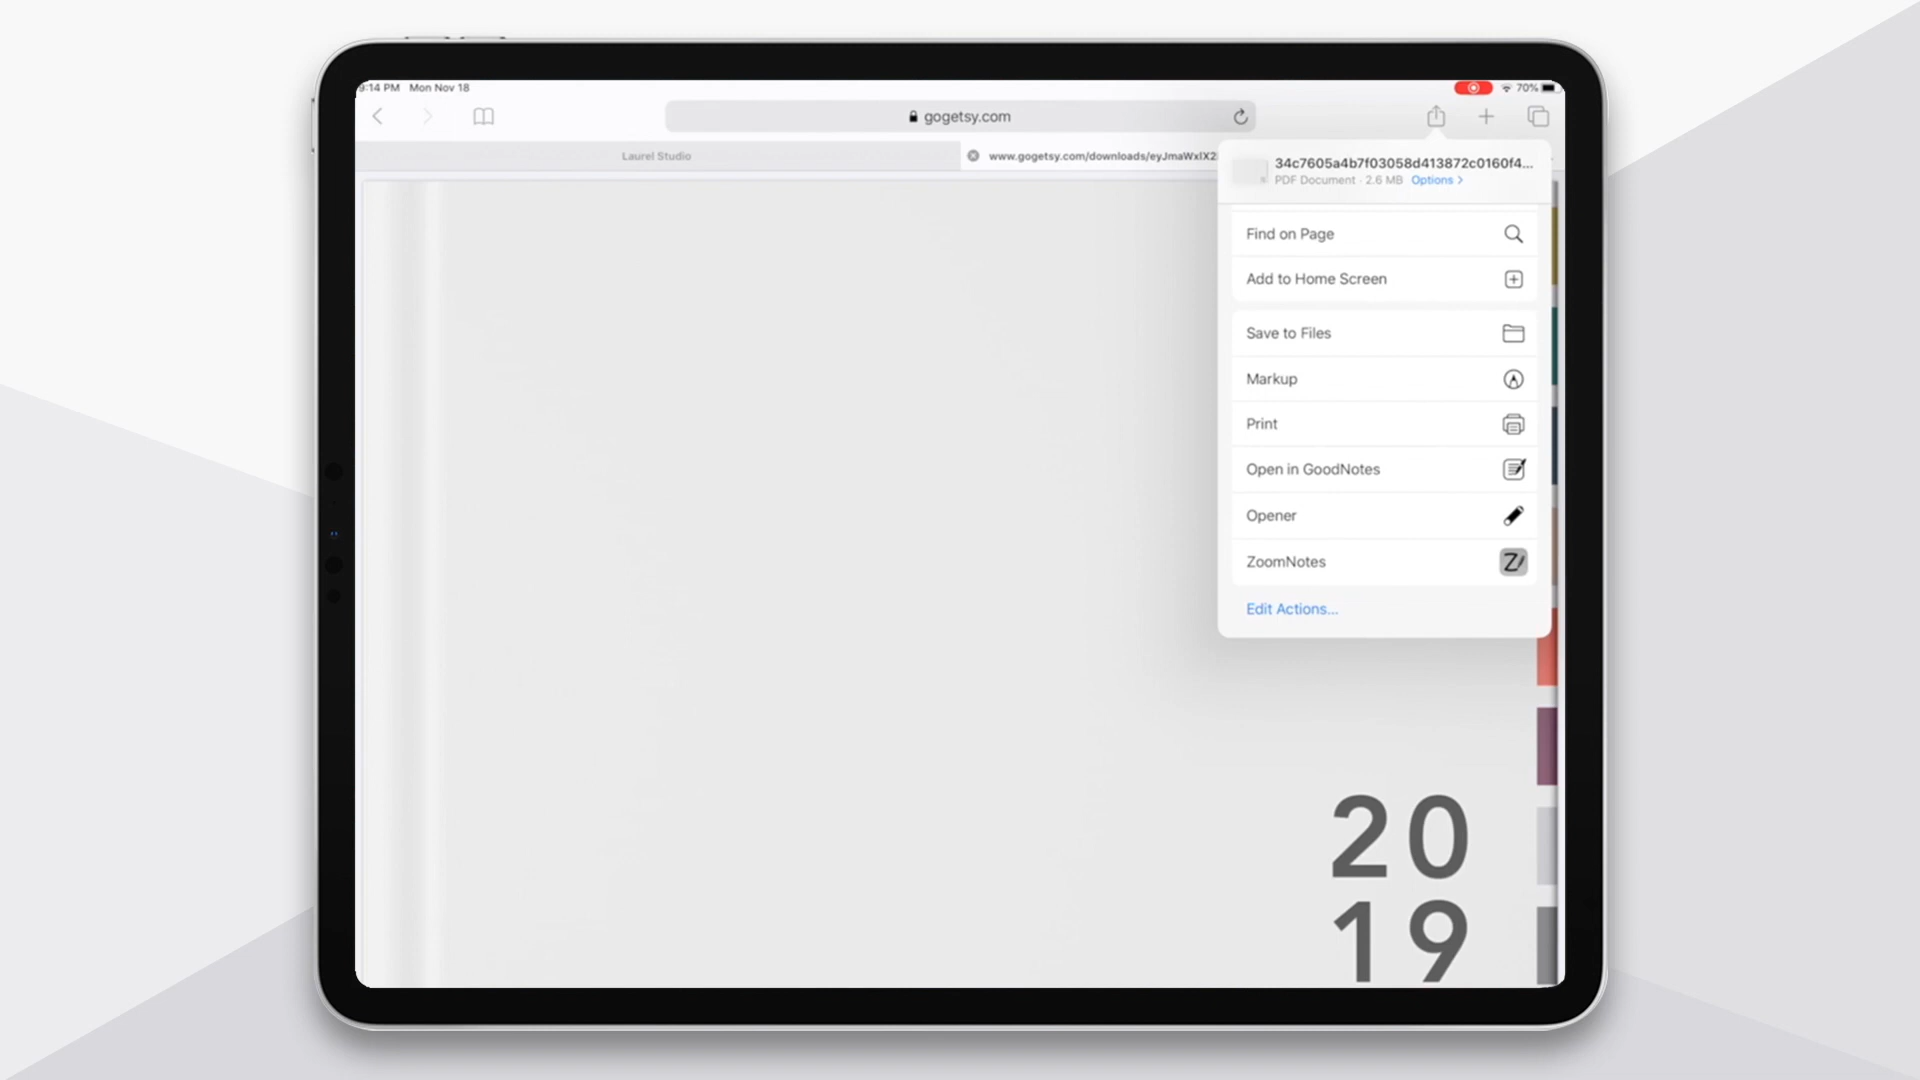 9:14 PM Mon Nov 18
70%
gogetsy.com
Laurel Studio
www.gogetsy.com/downloads/eyJmaWxlX2
34c7605a4b7f03058d413872c0160f4...
PDF Document · 2.6 MB Options >
Find on Page
Add to Home Screen
Save to Files
Markup
Print
Open in GoodNotes
Opener
ZoomNotes
Edit Actions...
20
19